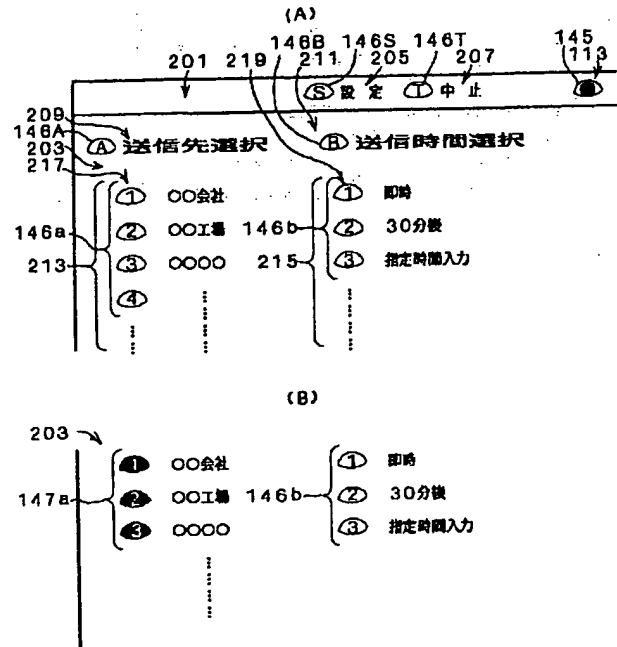 (A)
146B 146S 146T 145
201 219 211 205 207 113
S 設定 T 中止
209
146A A 送信先選択 B 送信時間選択
203
217
1 ○○会社 1 即時
146a 2 ○○工場 146b 2 30分後
213 3 ○○○○ 215 3 指定時間入力
4
(B)
203
1 ○○会社 1 即時
147a 2 ○○工場 146b 2 30分後
3 ○○○○ 3 指定時間入力